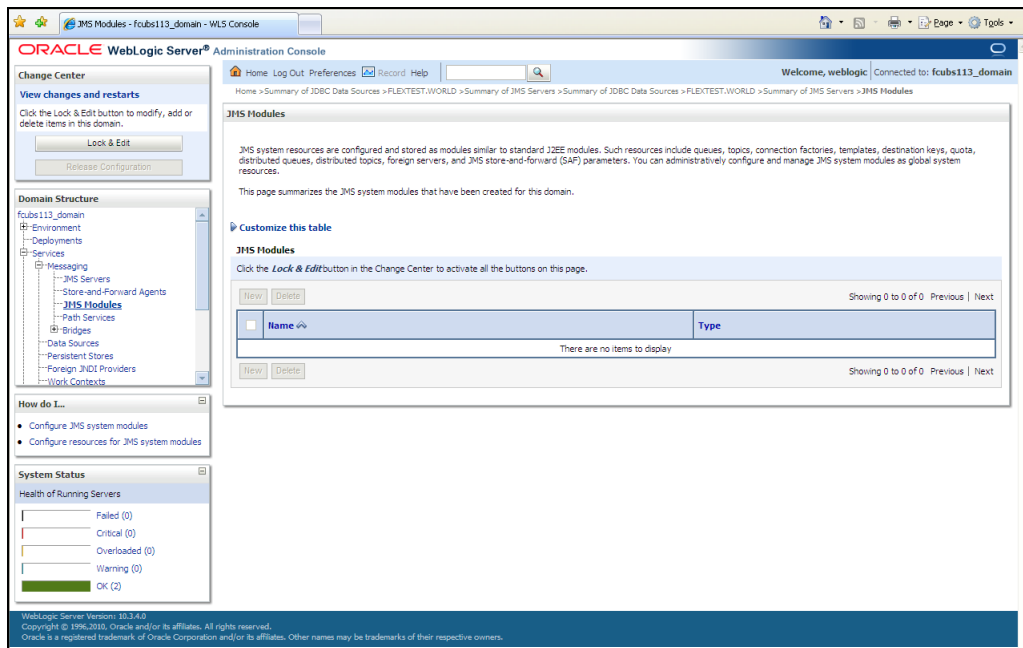 JMS Modules - fcubs113_domain - WLS Console
Page
Tools
ORACLE WebLogic Server® Administration Console
Change Center
View changes and restarts
Click the Lock & Edit button to modify, add or
delete items in this domain.
Lock & Edit
Release Configuration
Domain Structure
fcubs113_domain
Environment
Deployments
Services
Messaging
JMS Servers
Store-and-Forward Agents
JMS Modules
Path Services
Bridges
Data Sources
Persistent Stores
Foreign JNDI Providers
Work Contexts
How do I...
Configure JMS system modules
Configure resources for JMS system modules
System Status
Health of Running Servers
Failed (0)
Critical (0)
Overloaded (0)
Warning (0)
OK (2)
Home Log Out Preferences Record Help
Welcome, weblogic Connected to: fcubs113_domain
Home >Summary of JDBC Data Sources >FLEXTEST.WORLD >Summary of JMS Servers >Summary of JDBC Data Sources >FLEXTEST.WORLD >Summary of JMS Servers >JMS Modules
JMS Modules
JMS system resources are configured and stored as modules similar to standard J2EE modules. Such resources include queues, topics, connection factories, templates, destination keys, quota,
distributed queues, distributed topics, foreign servers, and JMS store-and-forward (SAF) parameters. You can administratively configure and manage JMS system modules as global system
resources.
This page summarizes the JMS system modules that have been created for this domain.
Customize this table
JMS Modules
Click the Lock & Edit button in the Change Center to activate all the buttons on this page.
New Delete
Showing 0 to 0 of 0 Previous | Next
Name Type
There are no items to display
New Delete
Showing 0 to 0 of 0 Previous | Next
WebLogic Server Version: 10.3.4.0
Copyright © 1996,2010, Oracle and/or its affiliates. All rights reserved.
Oracle is a registered trademark of Oracle Corporation and/or its affiliates. Other names may be trademarks of their respective owners.